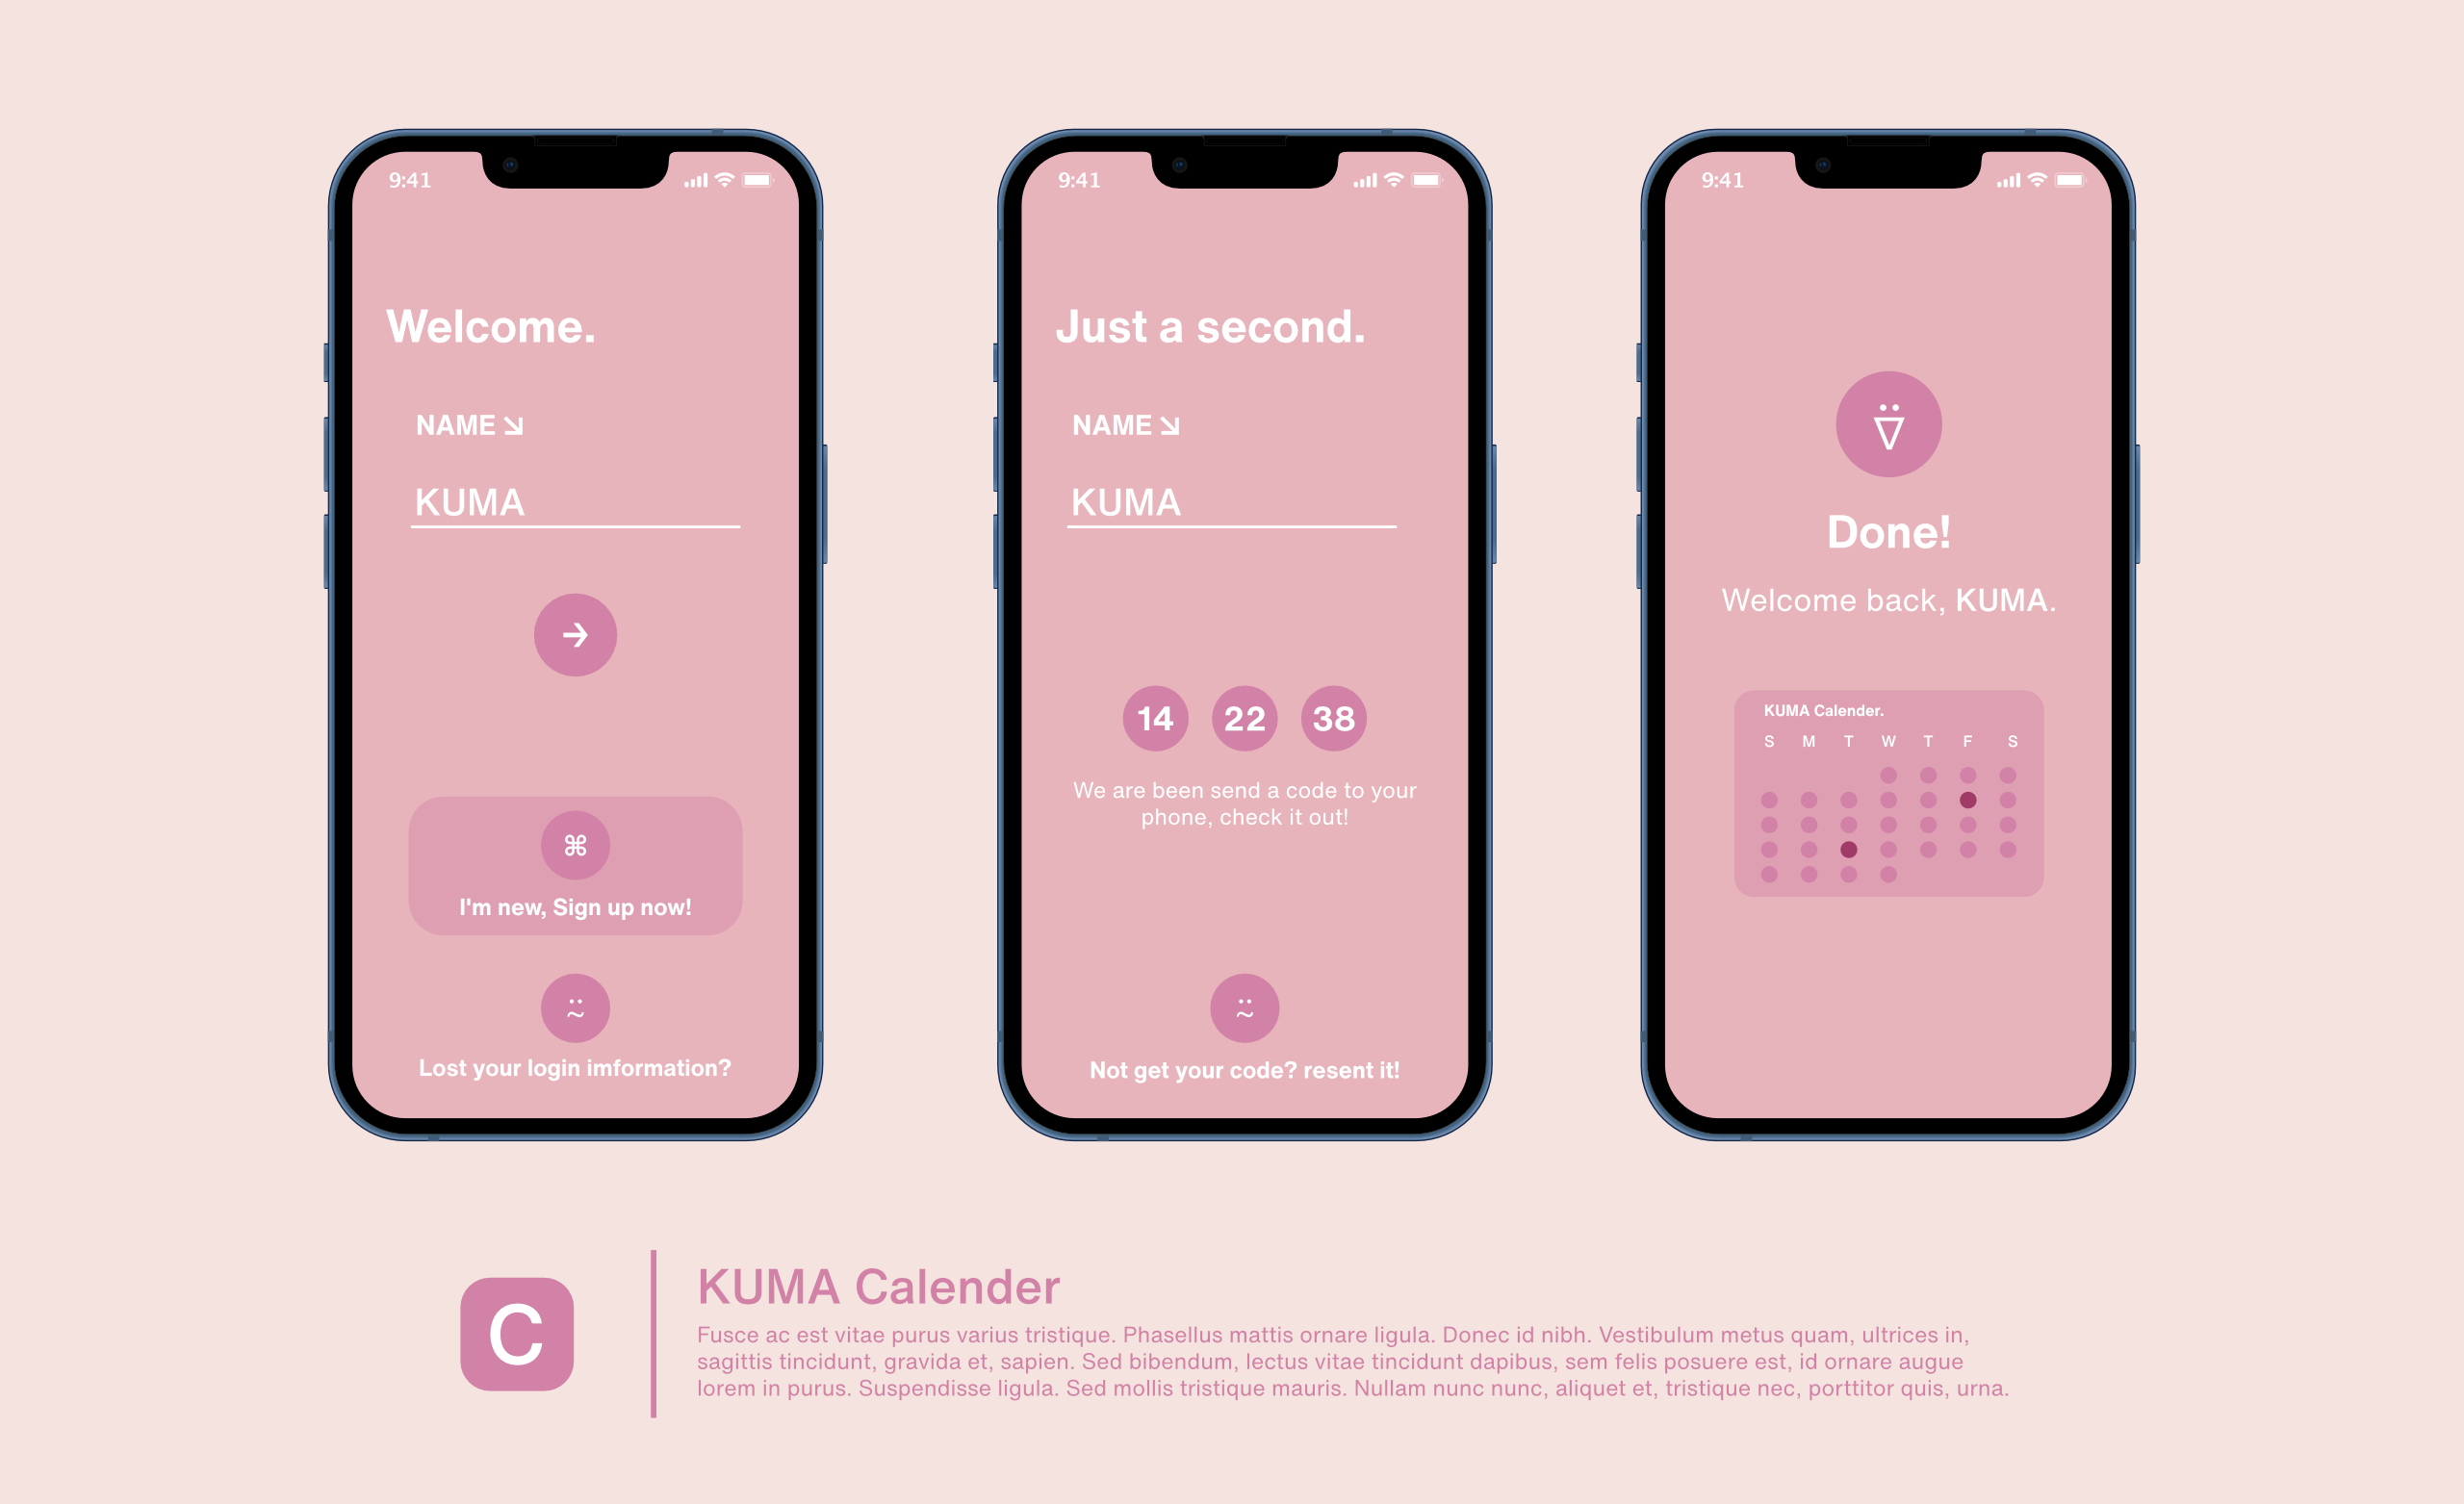 9:41
Welcome.
NAME ↘
KUMA
→
⌘
I'm new, Sign up now!
Lost your login imformation?
9:41
Just a second.
NAME ↘
KUMA
14 22 38
We are been send a code to your
phone, check it out!
Not get your code? resent it!
9:41
Done!
Welcome back, KUMA.
KUMA Calender.
S M T W T F S
C
KUMA Calender
Fusce ac est vitae purus varius tristique. Phasellus mattis ornare ligula. Donec id nibh. Vestibulum metus quam, ultrices in,
sagittis tincidunt, gravida et, sapien. Sed bibendum, lectus vitae tincidunt dapibus, sem felis posuere est, id ornare augue
lorem in purus. Suspendisse ligula. Sed mollis tristique mauris. Nullam nunc nunc, aliquet et, tristique nec, porttitor quis, urna.